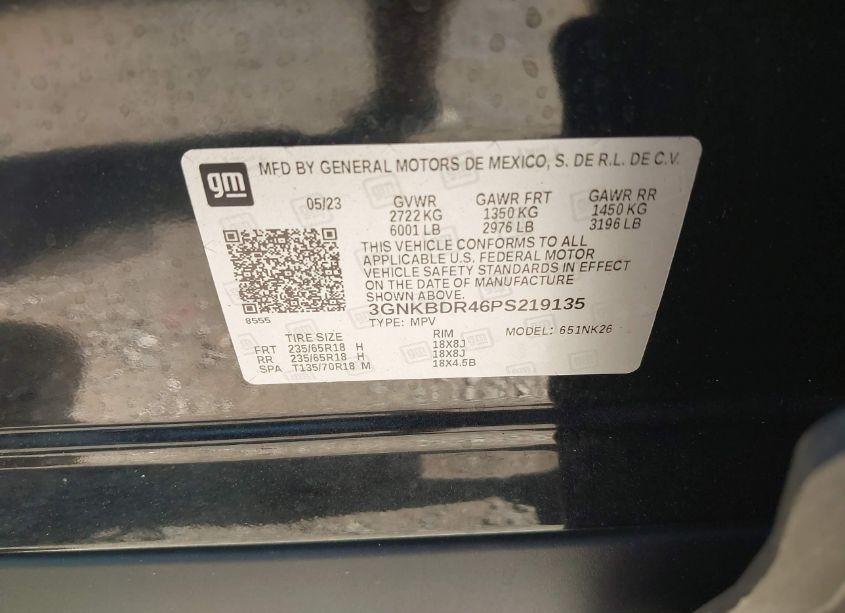 gm MFD BY GENERAL MOTORS DE MEXICO, S. DE R.L. DE C.V.
05/23 GVWR GAWR FRT GAWR RR
2722 KG 1350 KG 1450 KG
6001 LB 2976 LB 3196 LB
THIS VEHICLE CONFORMS TO ALL
APPLICABLE U.S. FEDERAL MOTOR
VEHICLE SAFETY STANDARDS IN EFFECT
ON THE DATE OF MANUFACTURE
SHOWN ABOVE.
8555
3GNKBDR46PS219135
TYPE: MPV MODEL: 651NK26
TIRE SIZE RIM
FRT 235/65R18 H 18X8J
RR 235/65R18 H 18X8J
SPA T135/70R18 M 18X4.5B